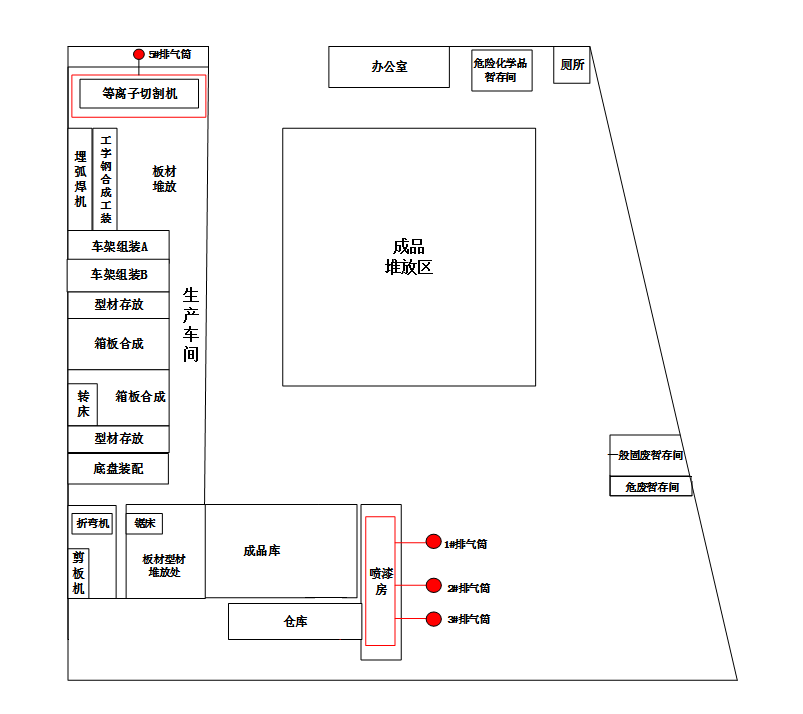 5#排气筒
等离子切割机
办公室
危险化学品
暂存间
厕所
埋弧焊机
工字钢合成工装
板材
堆放
车架组装A
车架组装B
型材存放
箱板合成
生产车间
转床
箱板合成
型材存放
底盘装配
成品
堆放区
一般固废暂存间
危废暂存间
折弯机
锯床
剪板机
板材型材
堆放处
成品库
仓库
喷漆
房
1#排气筒
2#排气筒
3#排气筒